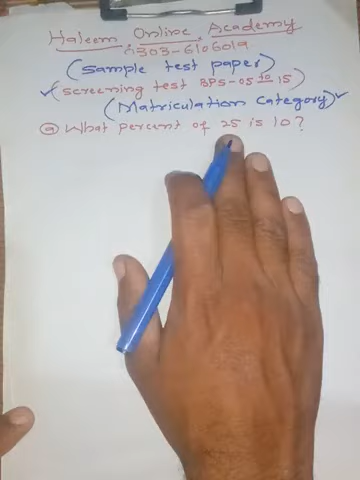 Haleem Online Academy
0303-6106019
(Sample test paper)
✓(Screening test BPS-05 to 15)
(Matriculation Category)✓
ⓐ What percent of 25 is 10?